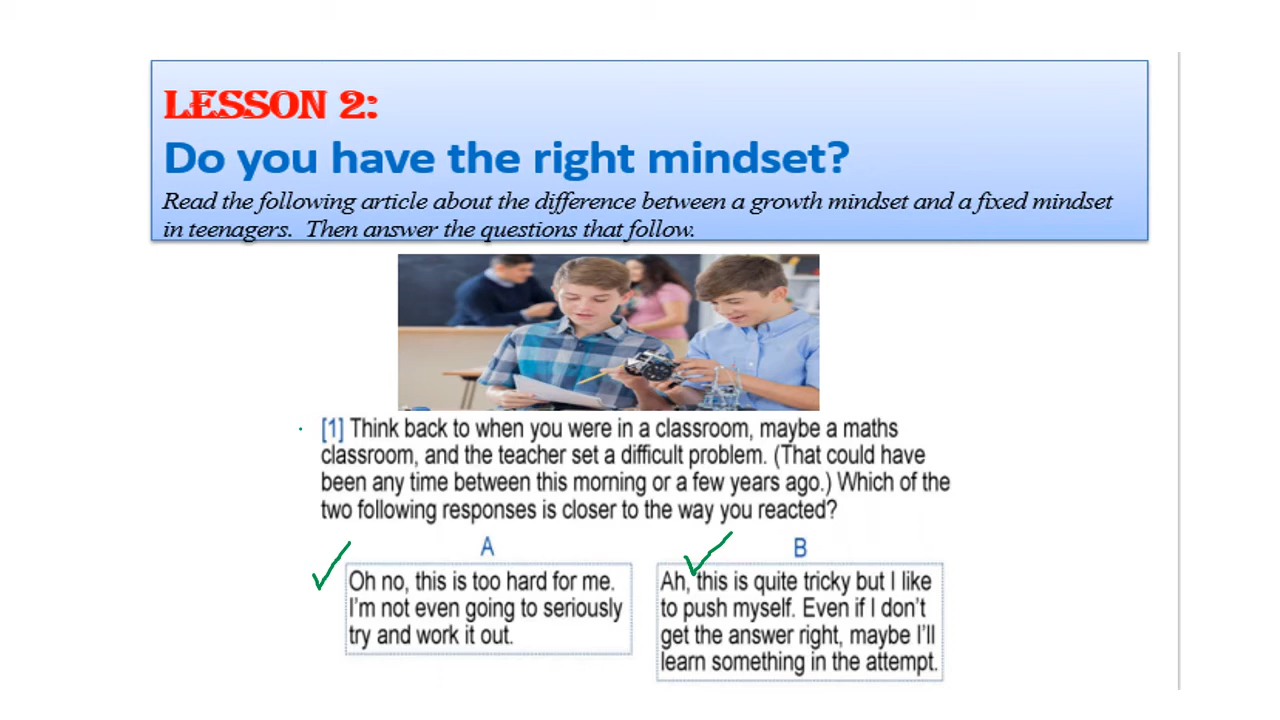 LESSON 2:
Do you have the right mindset?
Read the following article about the difference between a growth mindset and a fixed mindset
in teenagers. Then answer the questions that follow.
[1] Think back to when you were in a classroom, maybe a maths
classroom, and the teacher set a difficult problem. (That could have
been any time between this morning or a few years ago.) Which of the
two following responses is closer to the way you reacted?
A
Oh no, this is too hard for me.
I'm not even going to seriously
try and work it out.
B
Ah, this is quite tricky but I like
to push myself. Even if I don't
get the answer right, maybe I'll
learn something in the attempt.